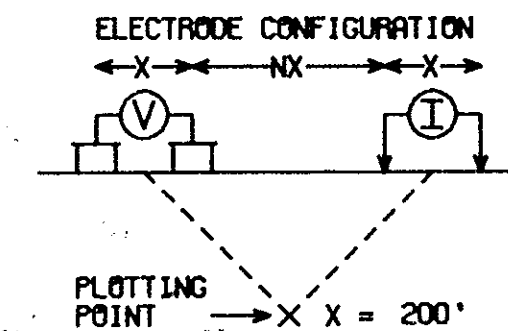 ELECTRODE CONFIGURATION
X NX X
V I
PLOTTING
POINT X X = 200'